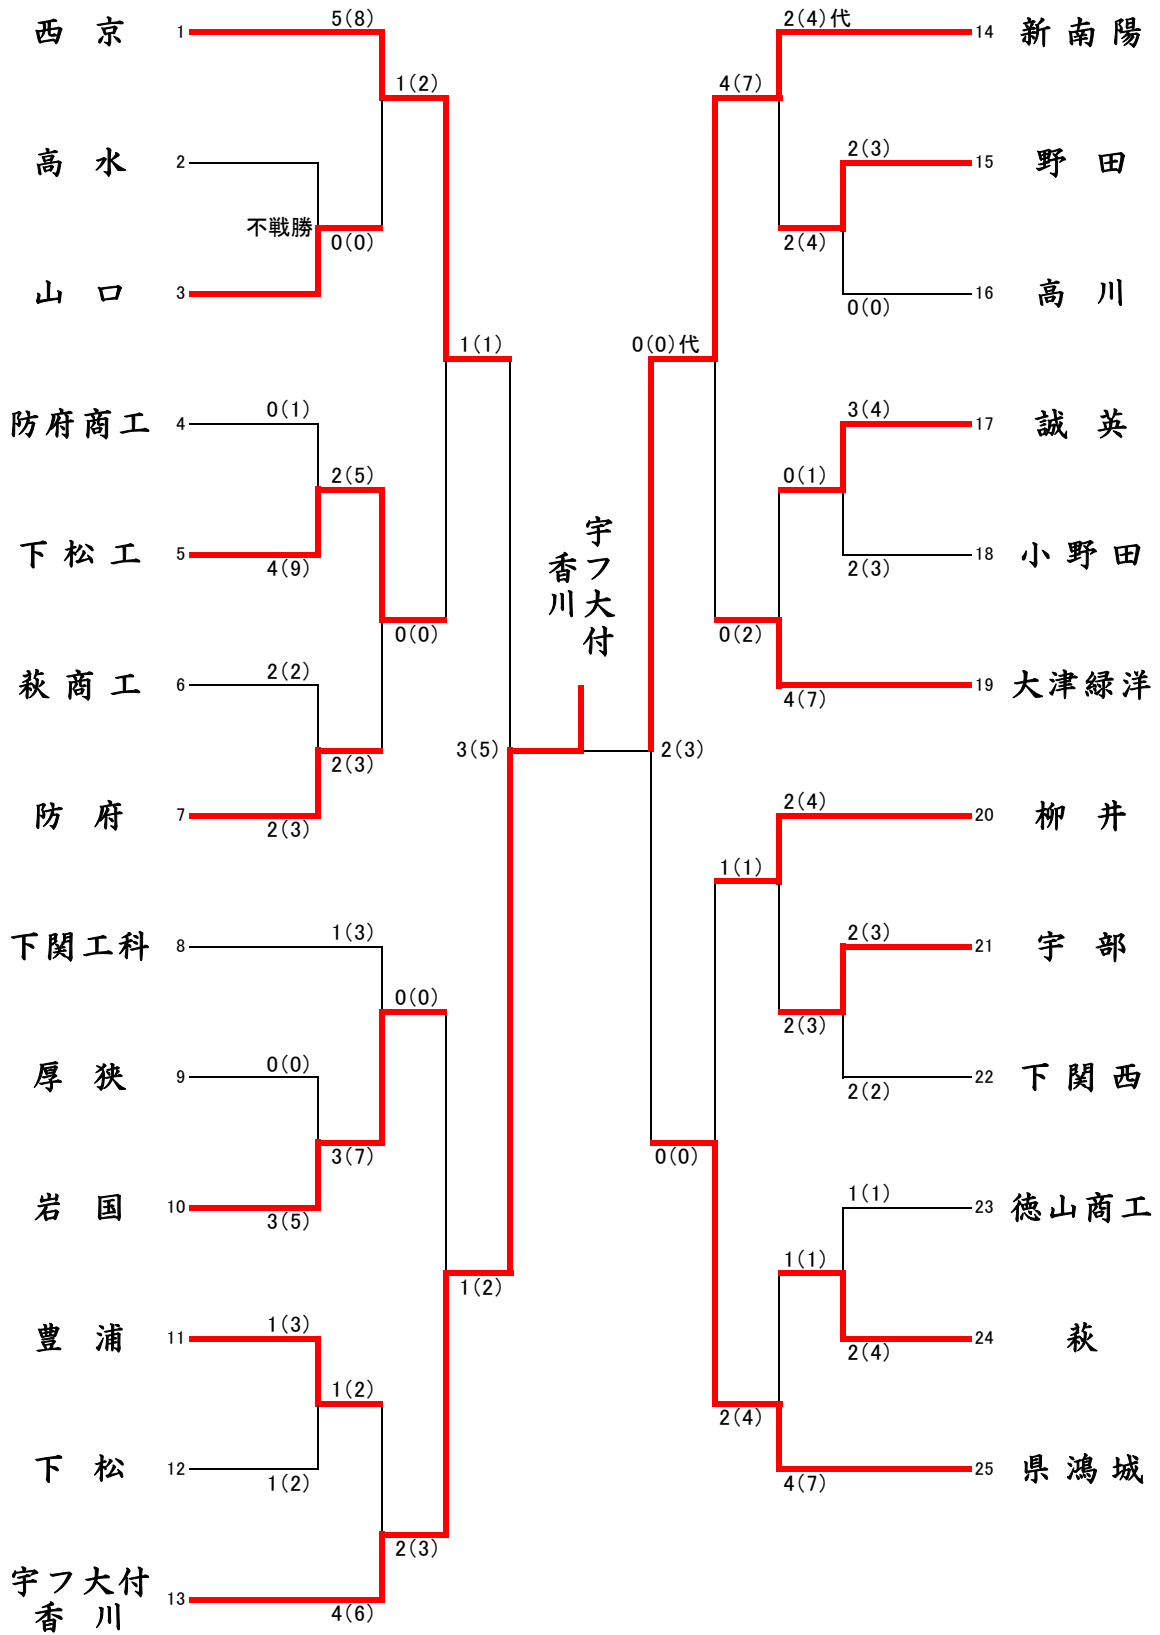 西京 1 5(8)
1(2)
高水 2
不戦勝
0(0)
山口 3
1(1)
防府商工 4 0(1)
2(5)
下松工 5 4(9)
0(0)
萩商工 6 2(2)
2(3)
防府 7 2(3)
3(5)
下関工科 8 1(3)
0(0)
厚狭 9 0(0)
3(7)
岩国 10 3(5)
1(2)
豊浦 11 1(3)
1(2)
下松 12 1(2)
2(3)
宇フ大付
香川 13 4(6)
宇フ大付
香川
2(4)代 14 新南陽
4(7)
2(3) 15 野田
2(4)
0(0) 16 高川
0(0)代
3(4) 17 誠英
0(1)
2(3) 18 小野田
0(2)
4(7) 19 大津緑洋
2(3)
2(4) 20 柳井
1(1)
2(3) 21 宇部
2(3)
2(2) 22 下関西
0(0)
1(1) 23 徳山商工
1(1)
2(4) 24 萩
2(4)
4(7) 25 県鴻城